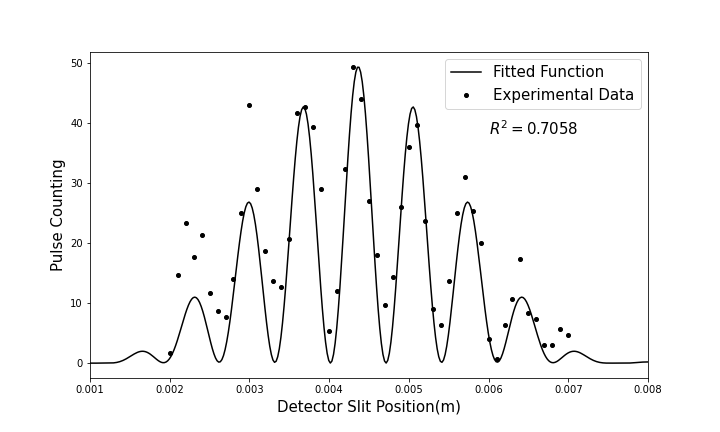 50
40
30
20
10
0
Pulse Counting
Fitted Function
Experimental Data
R² = 0.7058
0.001 0.002 0.003 0.004 0.005 0.006 0.007 0.008
Detector Slit Position(m)